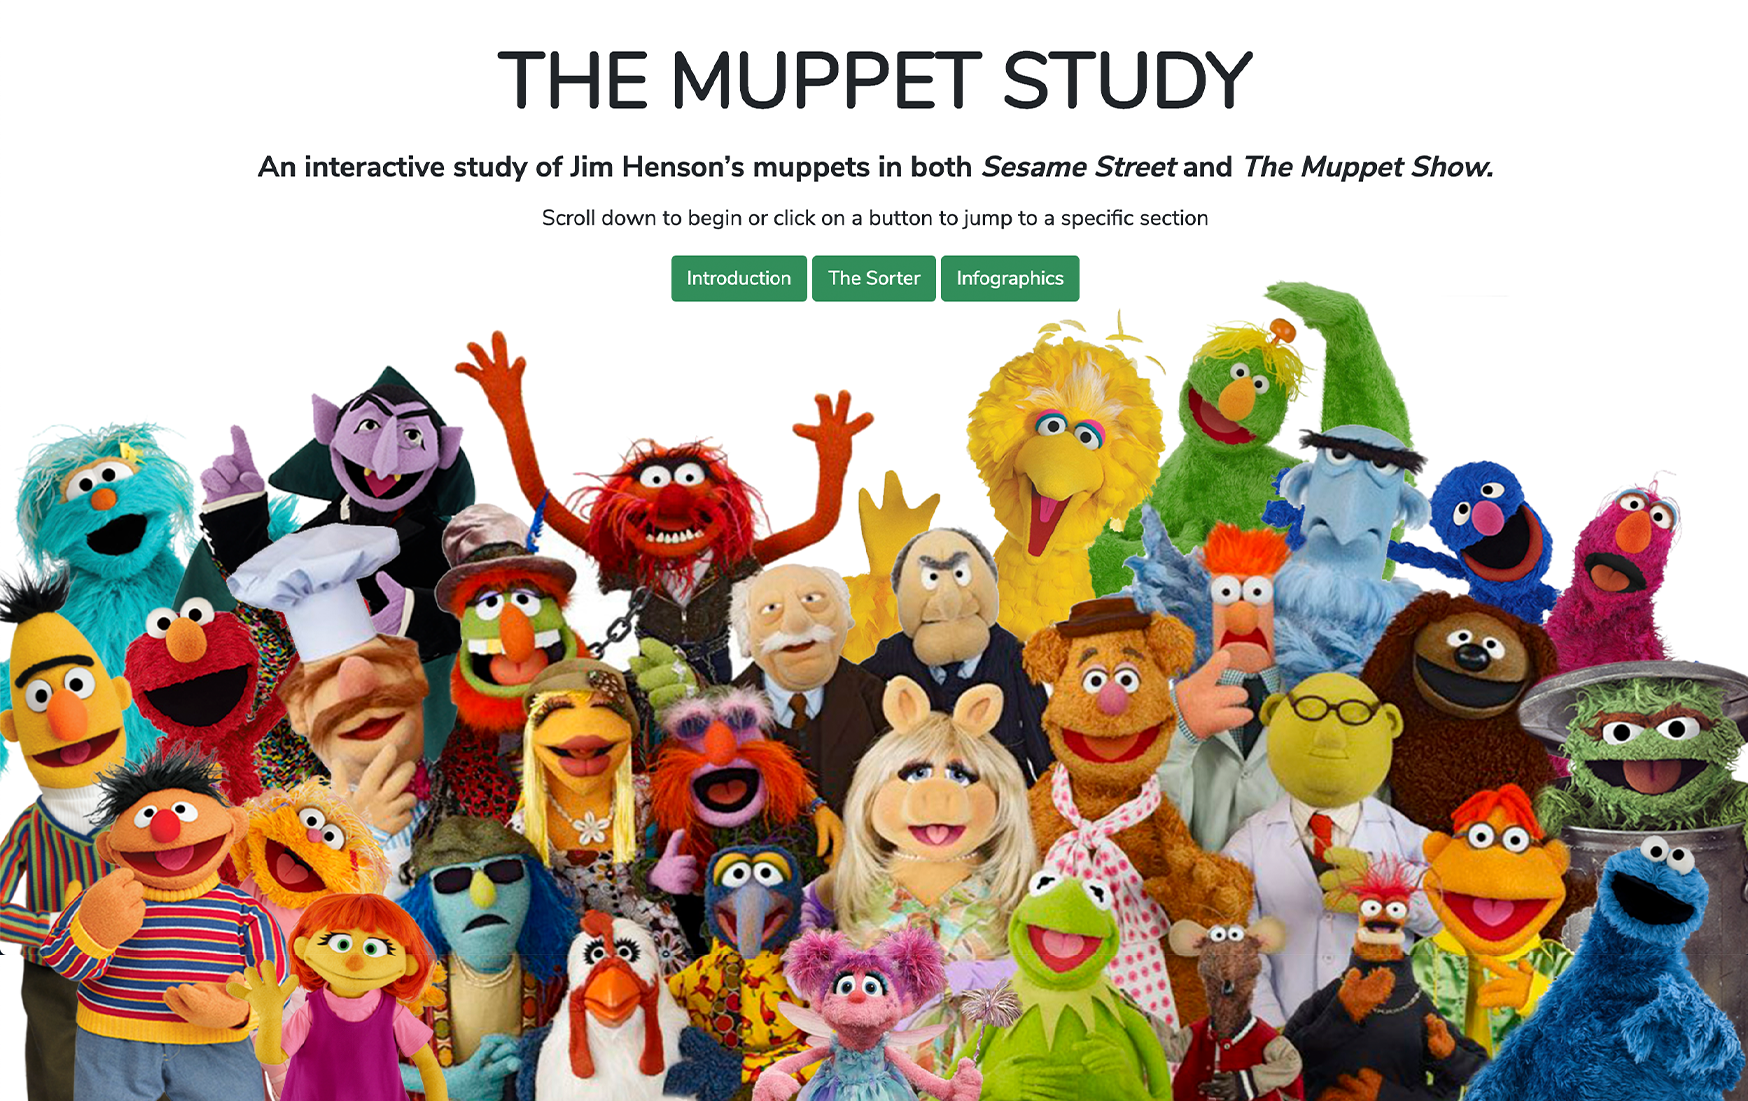 THE MUPPET STUDY
An interactive study of Jim Henson’s muppets in both Sesame Street and The Muppet Show.
Scroll down to begin or click on a button to jump to a specific section
Introduction The Sorter Infographics